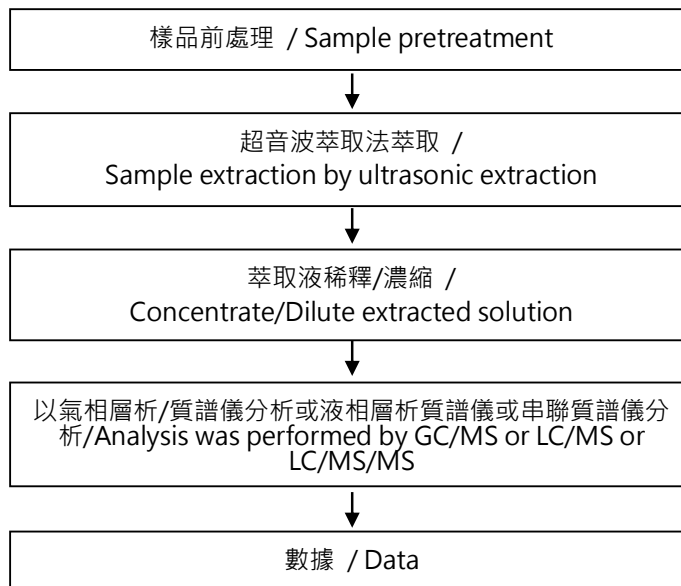 樣品前處理 / Sample pretreatment
超音波萃取法萃取 /
Sample extraction by ultrasonic extraction
萃取液稀釋/濃縮 /
Concentrate/Dilute extracted solution
以氣相層析/質譜儀分析或液相層析質譜儀或串聯質譜儀分
析/Analysis was performed by GC/MS or LC/MS or
LC/MS/MS
數據 / Data